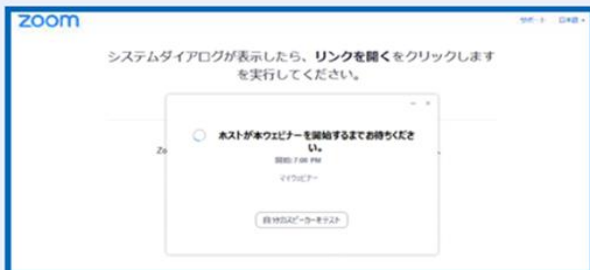 zoom
サポート 日本語
システムダイアログが表示したら、リンクを開くをクリックします
を実行してください。
Zo
ホストが本ウェビナーを開始するまでお待ちくださ
い。
開始: 7:00 PM
マイウェビナー
自分のスピーカーをテスト